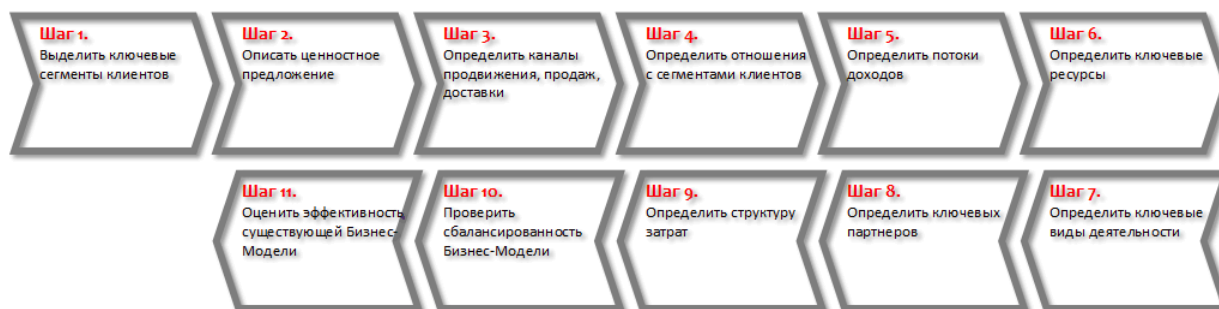 Шаг 1.
Выделить ключевые
сегменты клиентов
Шаг 2.
Описать ценностное
предложение
Шаг 3.
Определить каналы
продвижения, продаж,
доставки
Шаг 4.
Определить отношения
с сегментами клиентов
Шаг 5.
Определить потоки
доходов
Шаг 6.
Определить ключевые
ресурсы
Шаг 11.
Оценить эффективность
существующей Бизнес-
Модели
Шаг 10.
Проверить
сбалансированность
Бизнес-Модели
Шаг 9.
Определить структуру
затрат
Шаг 8.
Определить ключевых
партнеров
Шаг 7.
Определить ключевые
виды деятельности